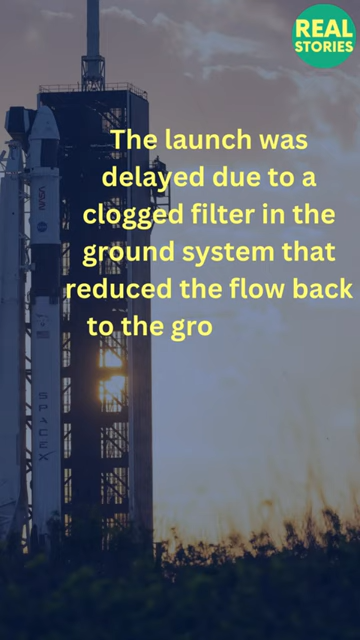 REAL
STORIES
The launch was
delayed due to a
clogged filter in the
ground system that
reduced the flow back
to the gro
SPACEX